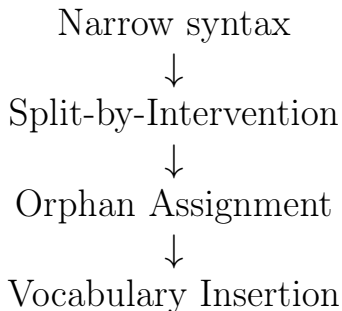 Narrow syntax
↓
Split-by-Intervention
↓
Orphan Assignment
↓
Vocabulary Insertion